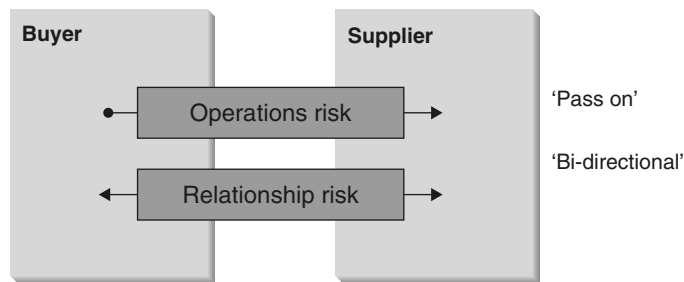 Buyer
Supplier
Operations risk
‘Pass on’
Relationship risk
‘Bi-directional’